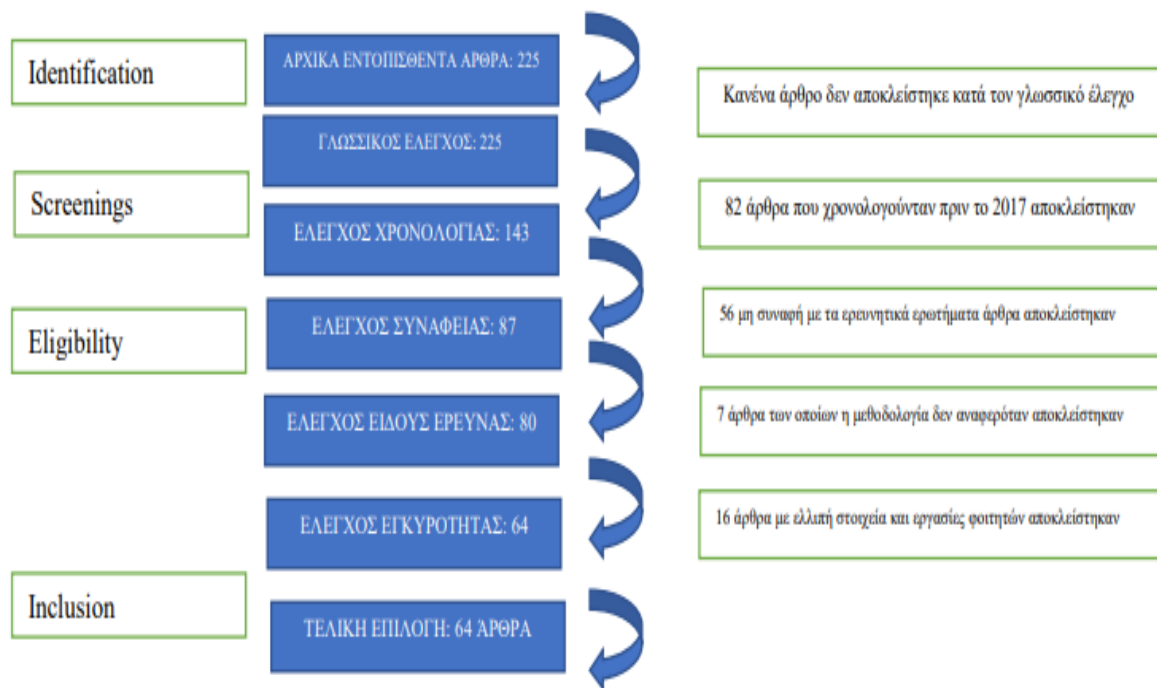 Identification
ΑΡΧΙΚΑ ΕΝΤΟΠΙΣΘΕΝΤΑ ΑΡΘΡΑ: 225
Κανένα άρθρο δεν αποκλείστηκε κατά τον γλωσσικό έλεγχο
ΓΛΩΣΣΙΚΟΣ ΕΛΕΓΧΟΣ: 225
Screenings
82 άρθρα που χρονολογούνταν πριν το 2017 αποκλείστηκαν
ΕΛΕΓΧΟΣ ΧΡΟΝΟΛΟΓΙΑΣ: 143
Eligibility
ΕΛΕΓΧΟΣ ΣΥΝΑΦΕΙΑΣ: 87
56 μη συναφή με τα ερευνητικά ερωτήματα άρθρα αποκλείστηκαν
ΕΛΕΓΧΟΣ ΕΙΔΟΥΣ ΕΡΕΥΝΑΣ: 80
7 άρθρα των οποίων η μεθοδολογία δεν αναφερόταν αποκλείστηκαν
ΕΛΕΓΧΟΣ ΕΓΚΥΡΟΤΗΤΑΣ: 64
16 άρθρα με ελλιπή στοιχεία και εργασίες φοιτητών αποκλείστηκαν
Inclusion
ΤΕΛΙΚΗ ΕΠΙΛΟΓΗ: 64 ΆΡΘΡΑ